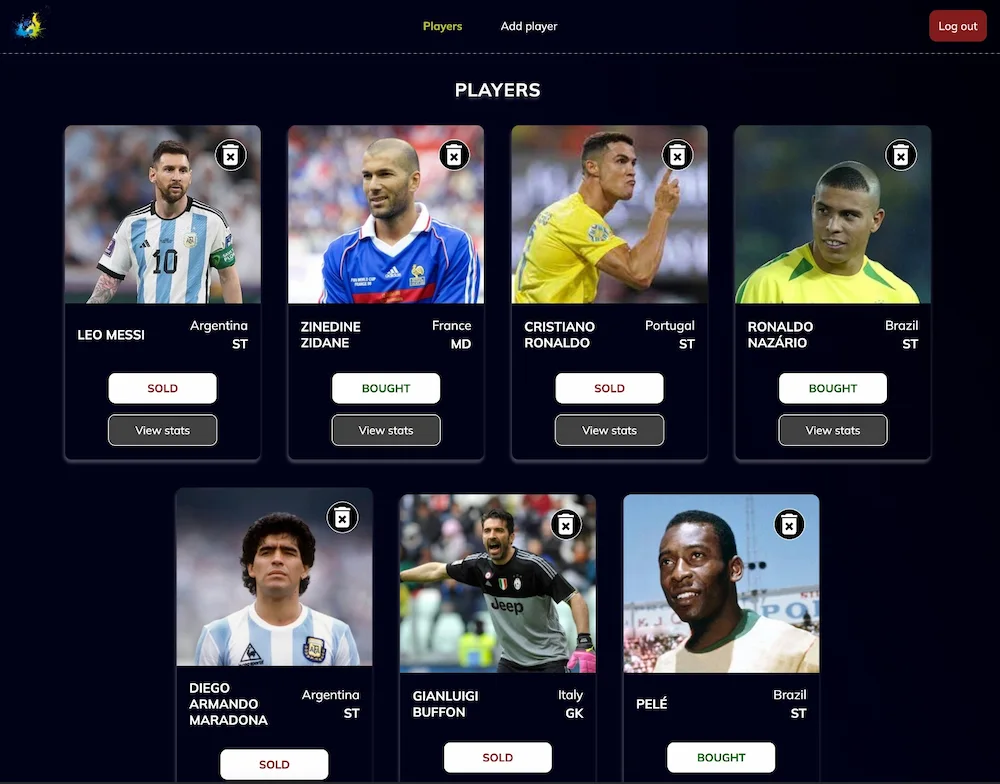 Players
Add player
Log out
PLAYERS
10
LEO MESSI
Argentina
ST
SOLD
View stats
ZINEDINE
ZIDANE
France
MD
BOUGHT
View stats
CRISTIANO
RONALDO
Portugal
ST
SOLD
View stats
RONALDO
NAZÁRIO
Brazil
ST
BOUGHT
View stats
DIEGO
ARMANDO
MARADONA
Argentina
ST
SOLD
Jeep
GIANLUIGI
BUFFON
Italy
GK
SOLD
PELÉ
Brazil
ST
BOUGHT